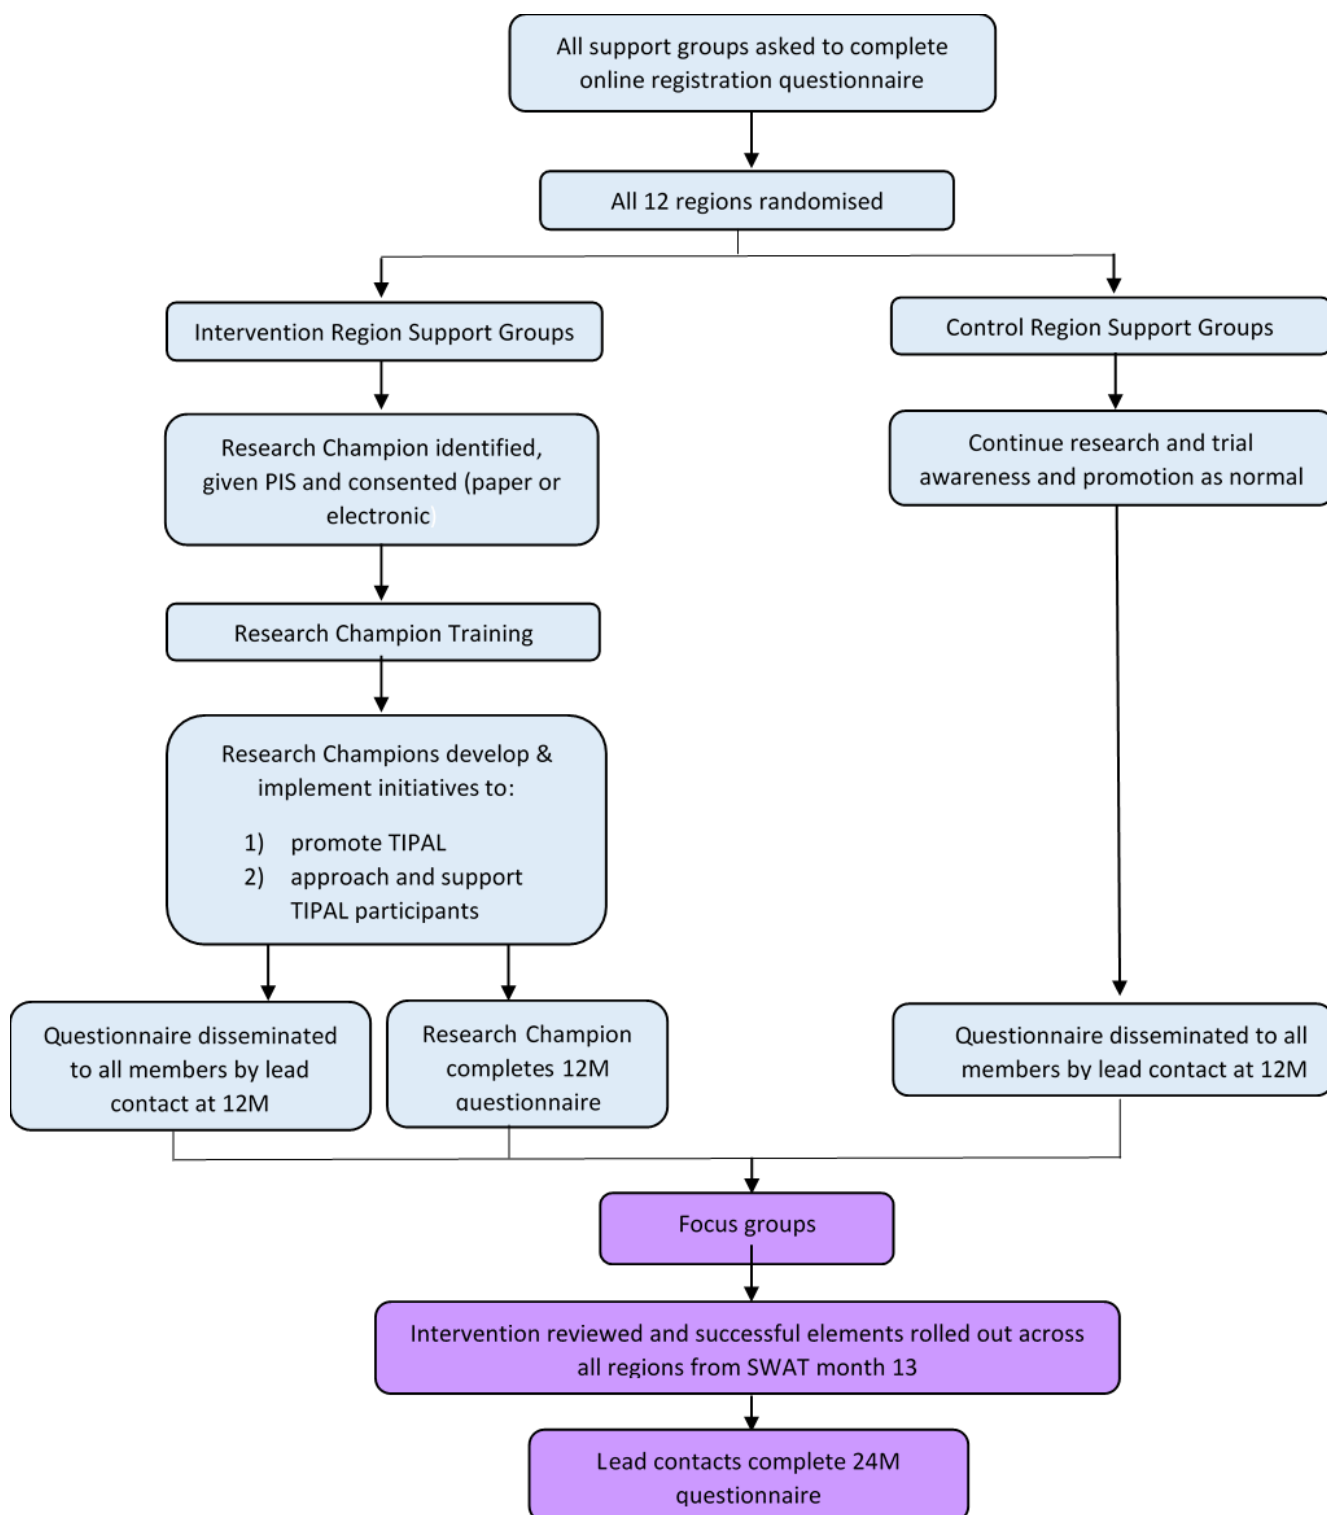 All support groups asked to complete
online registration questionnaire
All 12 regions randomised
Intervention Region Support Groups
Control Region Support Groups
Research Champion identified,
given PIS and consented (paper or
electronic)
Continue research and trial
awareness and promotion as normal
Research Champion Training
Research Champions develop &
implement initiatives to:
1) promote TIPAL
2) approach and support
TIPAL participants
Questionnaire disseminated
to all members by lead
contact at 12M
Research Champion
completes 12M
questionnaire
Questionnaire disseminated to all
members by lead contact at 12M
Focus groups
Intervention reviewed and successful elements rolled out across
all regions from SWAT month 13
Lead contacts complete 24M
questionnaire